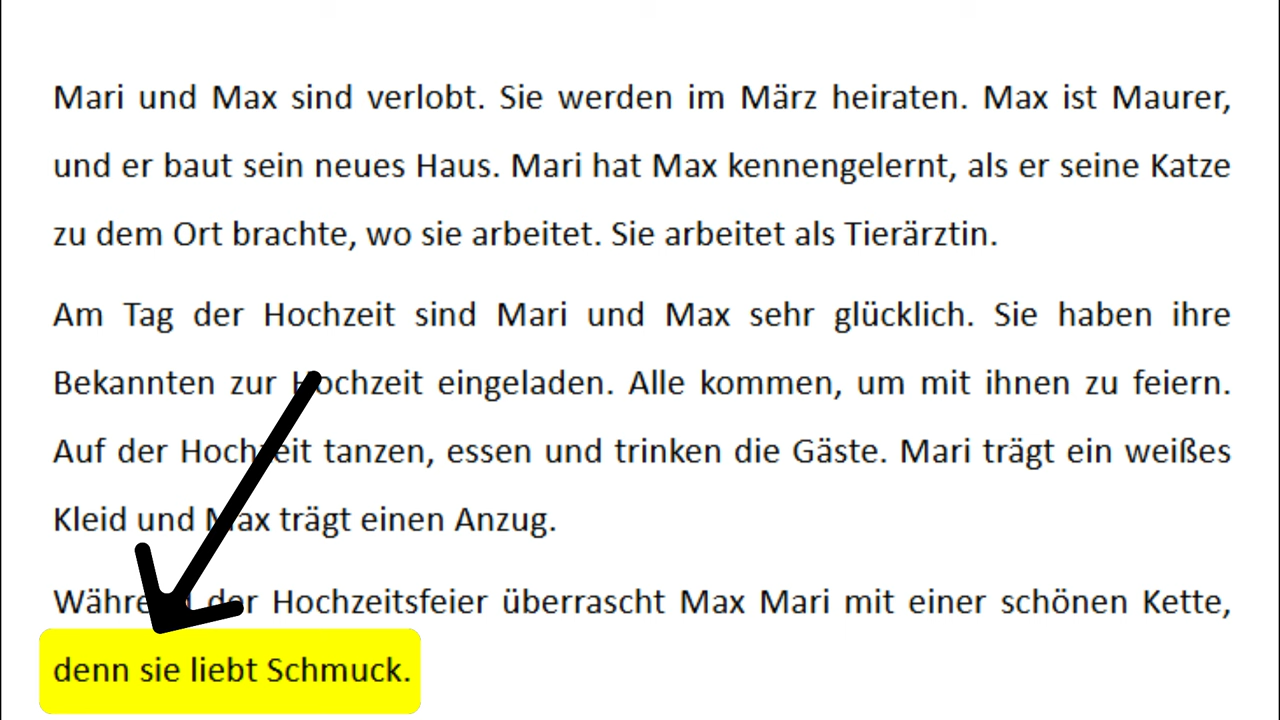 Mari und Max sind verlobt. Sie werden im März heiraten. Max ist Maurer,
und er baut sein neues Haus. Mari hat Max kennengelernt, als er seine Katze
zu dem Ort brachte, wo sie arbeitet. Sie arbeitet als Tierärztin.
Am Tag der Hochzeit sind Mari und Max sehr glücklich. Sie haben ihre
Bekannten zur Hochzeit eingeladen. Alle kommen, um mit ihnen zu feiern.
Auf der Hochzeit tanzen, essen und trinken die Gäste. Mari trägt ein weißes
Kleid und Max trägt einen Anzug.
Während der Hochzeitsfeier überrascht Max Mari mit einer schönen Kette,
denn sie liebt Schmuck.